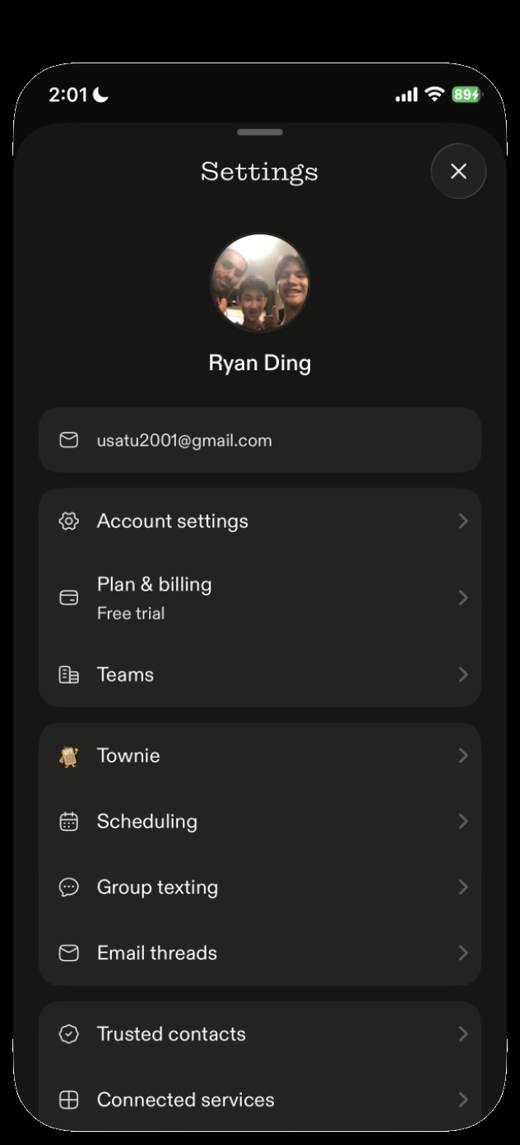 2:01
89
Settings
Ryan Ding
usatu2001@gmail.com
Account settings
Plan & billing
Free trial
Teams
Townie
Scheduling
Group texting
Email threads
Trusted contacts
Connected services